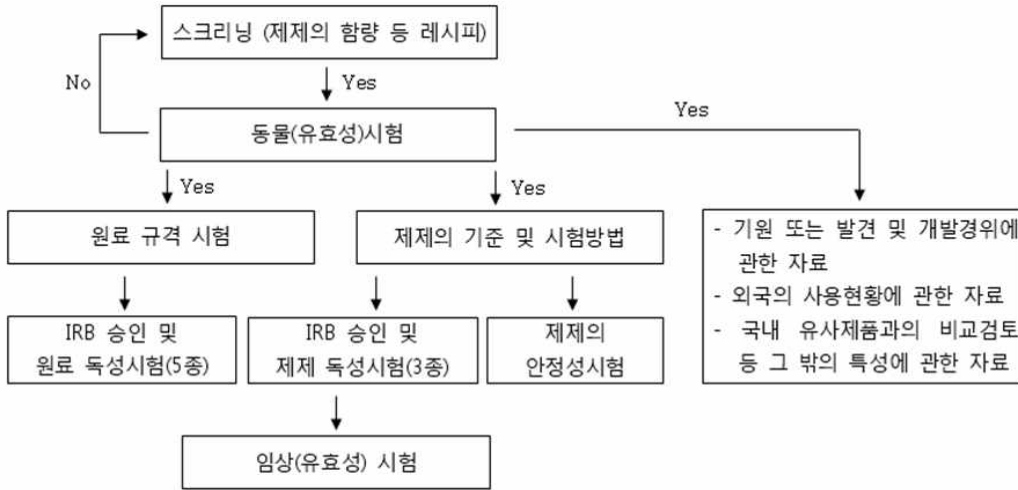 스크리닝 (제제의 함량 등 레시피)
No
Yes
동물(유효성)시험
Yes
Yes
Yes
원료 규격 시험
제제의 기준 및 시험방법
- 기원 또는 발견 및 개발경위에
관한 자료
- 외국의 사용현황에 관한 자료
- 국내 유사제품과의 비교검토
등 그 밖의 특성에 관한 자료
IRB 승인 및
원료 독성시험(5종)
IRB 승인 및
제제 독성시험(3종)
제제의
안정성시험
임상(유효성) 시험